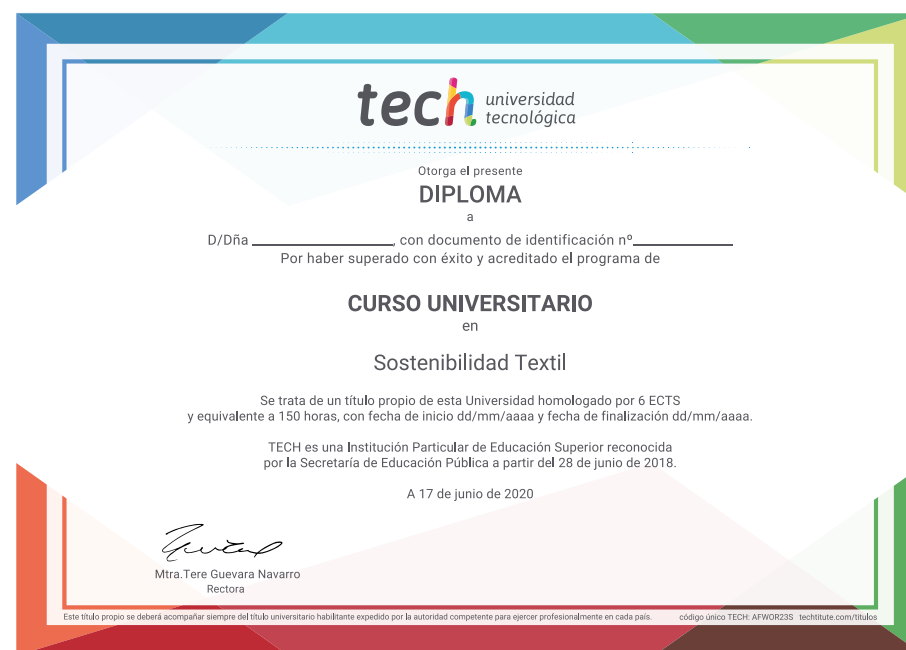 tech universidad
tecnológica
Otorga el presente
DIPLOMA
a
D/Dña , con documento de identificación nº
Por haber superado con éxito y acreditado el programa de
CURSO UNIVERSITARIO
en
Sostenibilidad Textil
Se trata de un título propio de esta Universidad homologado por 6 ECTS
y equivalente a 150 horas, con fecha de inicio dd/mm/aaaa y fecha de finalización dd/mm/aaaa.
TECH es una Institución Particular de Educación Superior reconocida
por la Secretaría de Educación Pública a partir del 28 de junio de 2018.
A 17 de junio de 2020
Mtra.Tere Guevara Navarro
Rectora
Este título propio se deberá acompañar siempre del título universitario habilitante expedido por la autoridad competente para ejercer profesionalmente en cada país. código único TECH: AFWOR23S techtitute.com/titulos